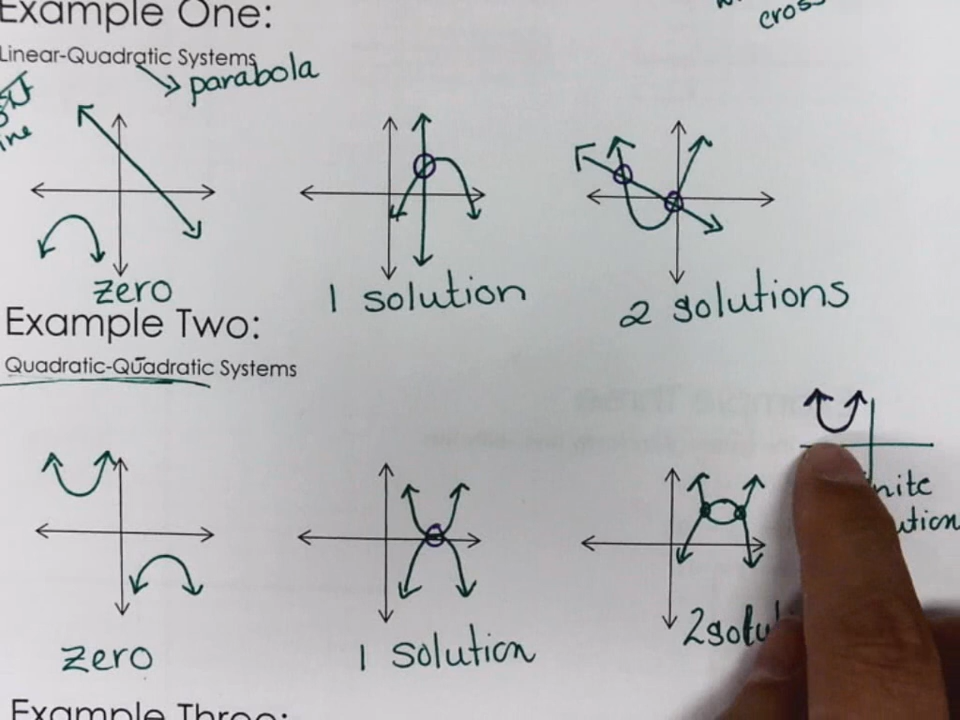 Example One:
cross
Linear-Quadratic Systems
parabola
zero
1 solution
2 solutions
Example Two:
Quadratic-Quadratic Systems
zero
1 solution
Example Three: